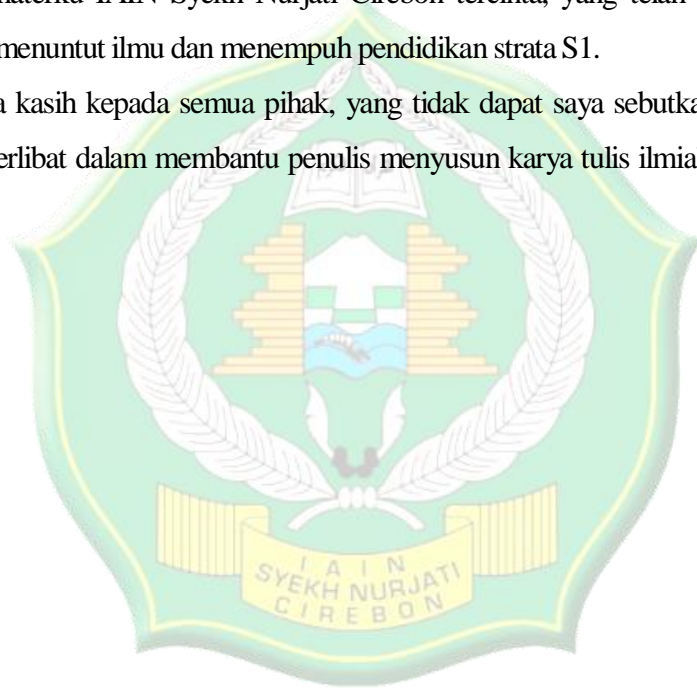 materku IAIN Syekh Nurjati Cirebon tercinta, yang telah
menuntut ilmu dan menempuh pendidikan strata S1.
a kasih kepada semua pihak, yang tidak dapat saya sebutka
erlibat dalam membantu penulis menyusun karya tulis ilmia
IAIN
SYEKH NURJATI
CIREBON